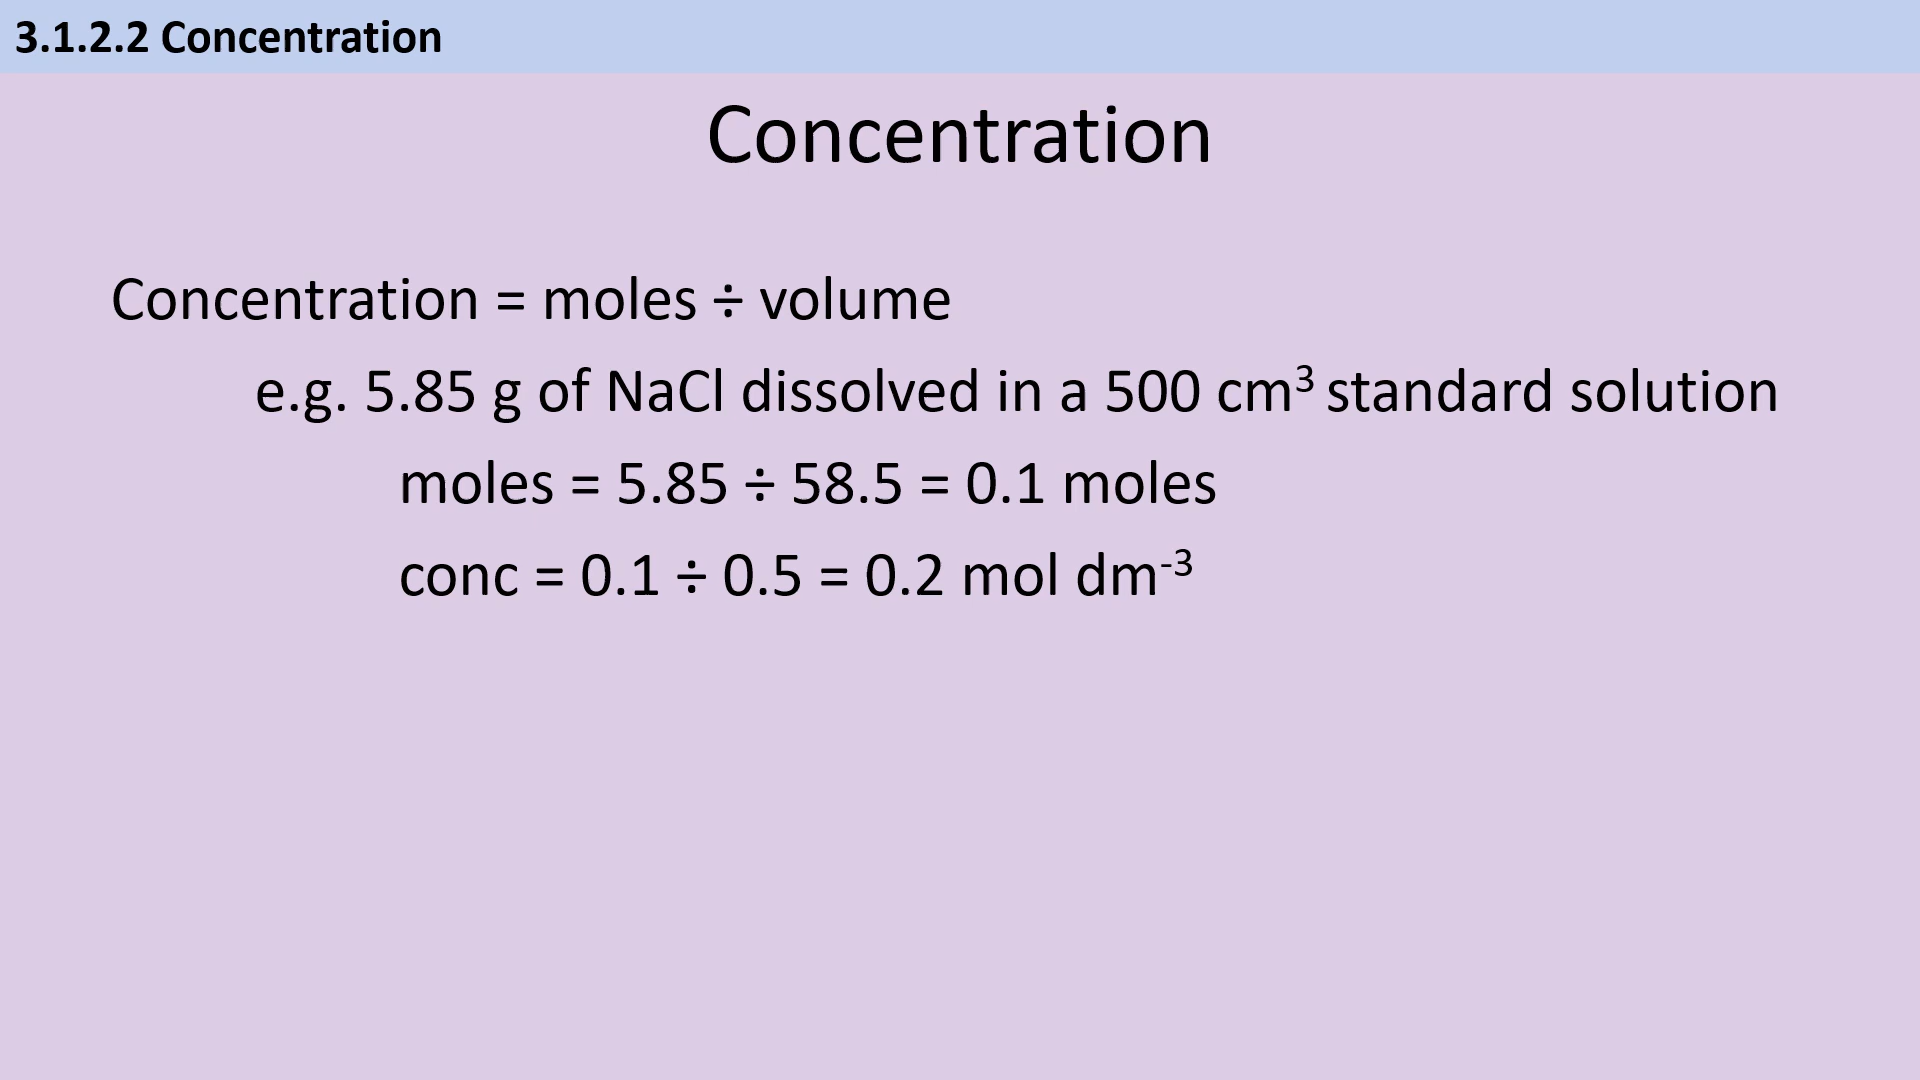 3.1.2.2 Concentration
Concentration
Concentration = moles ÷ volume
e.g. 5.85 g of NaCl dissolved in a 500 cm³ standard solution
moles = 5.85 ÷ 58.5 = 0.1 moles
conc = 0.1 ÷ 0.5 = 0.2 mol dm⁻³